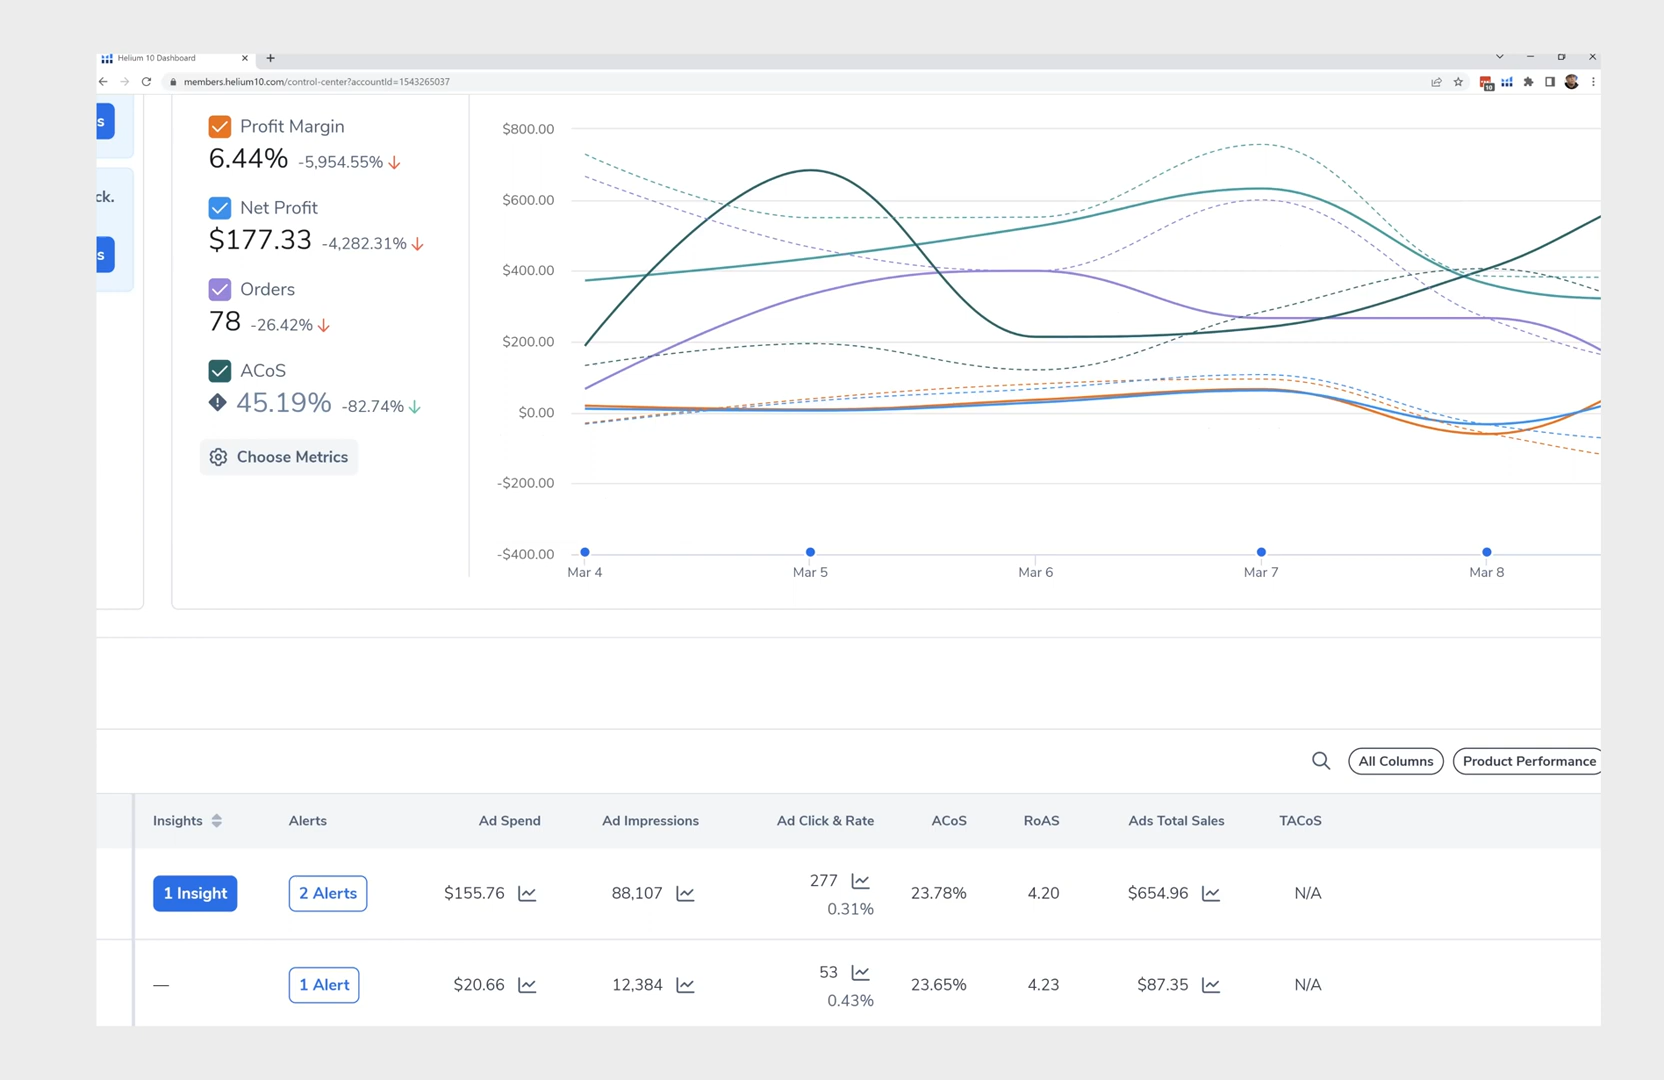 Helium 10 Dashboard
members.helium10.com/control-center?accountId=1543265037
10
s
ck.
s
Profit Margin
6.44% -5,954.55%
Net Profit
$177.33 -4,282.31%
Orders
78 -26.42%
ACoS
45.19% -82.74%
Choose Metrics
$800.00
$600.00
$400.00
$200.00
$0.00
-$200.00
-$400.00
Mar 4 Mar 5 Mar 6 Mar 7 Mar 8
All Columns Product Performance
Insights Alerts Ad Spend Ad Impressions Ad Click & Rate ACoS RoAS Ads Total Sales TACoS
1 Insight 2 Alerts $155.76 88,107 277 23.78% 4.20 $654.96 N/A
0.31%
— 1 Alert $20.66 12,384 53 23.65% 4.23 $87.35 N/A
0.43%